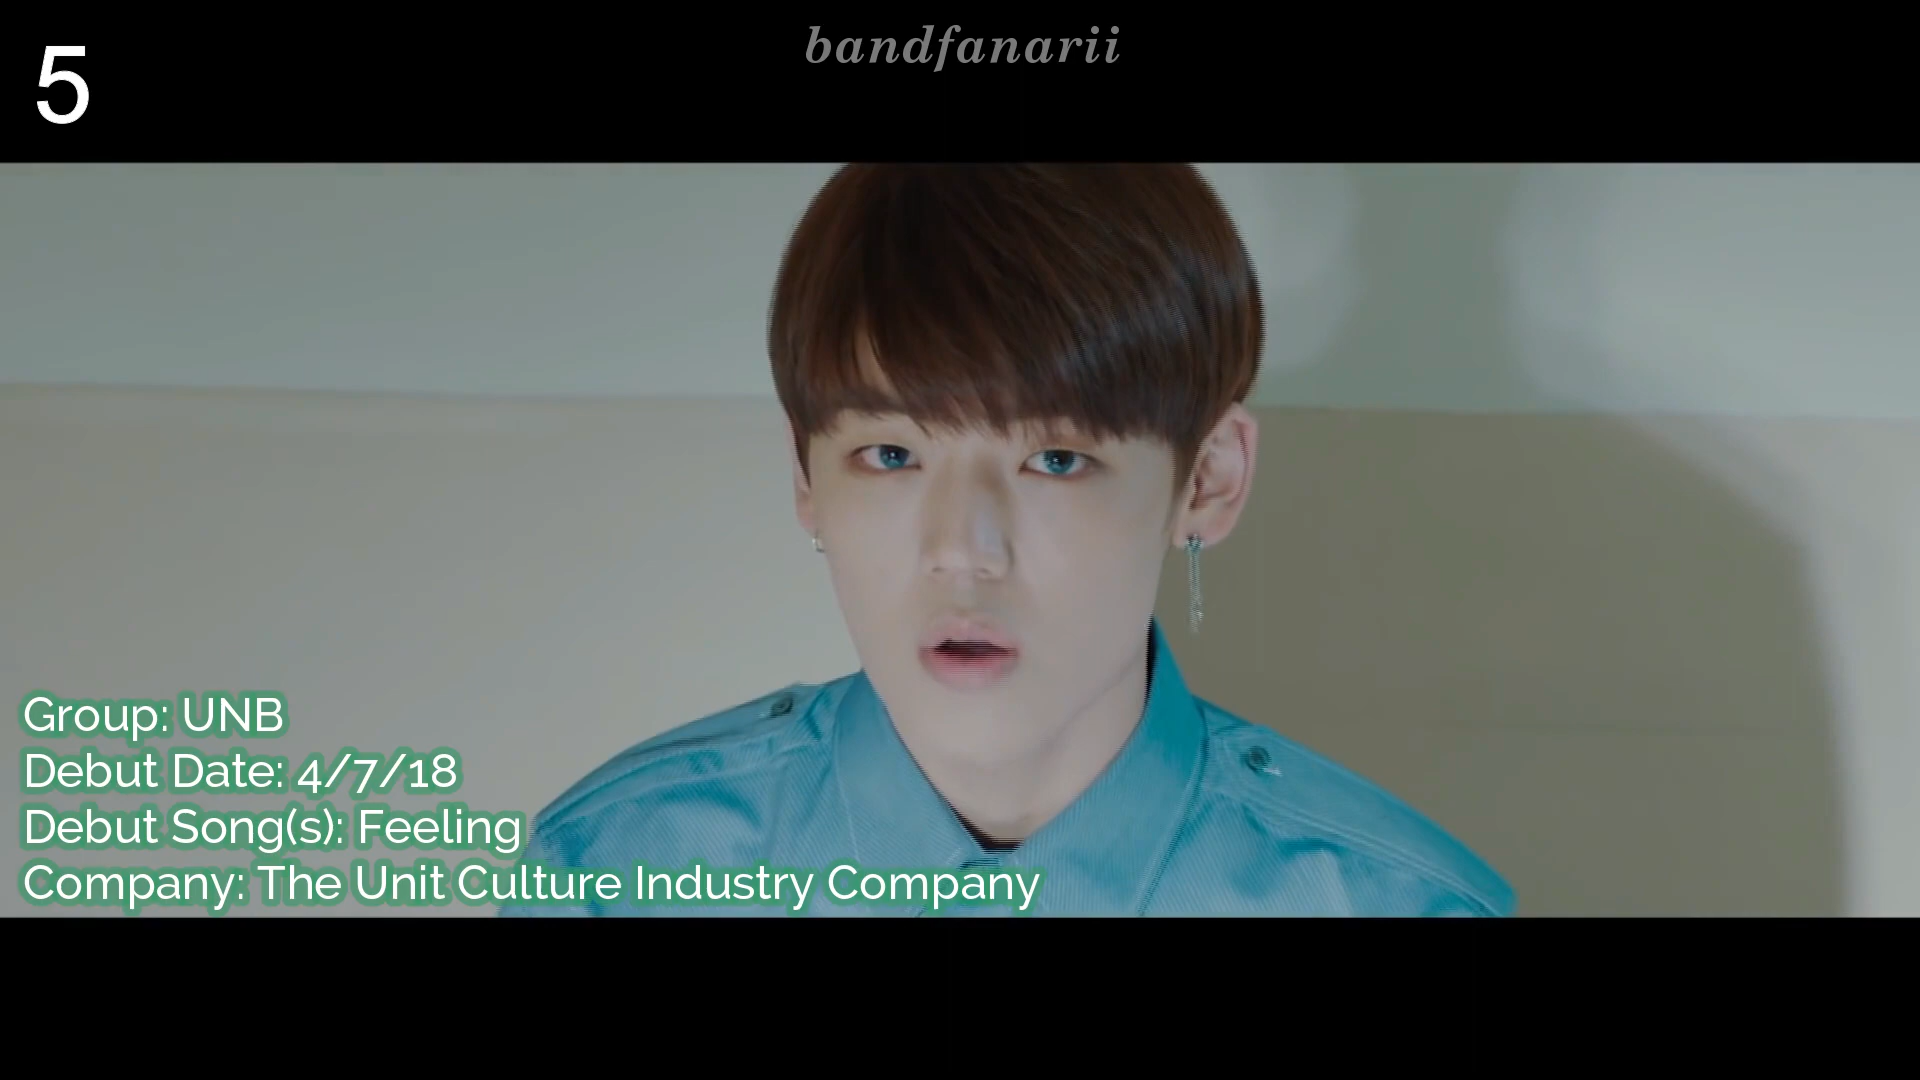 5
bandfanarii
Group: UNB
Debut Date: 4/7/18
Debut Song(s): Feeling
Company: The Unit Culture Industry Company